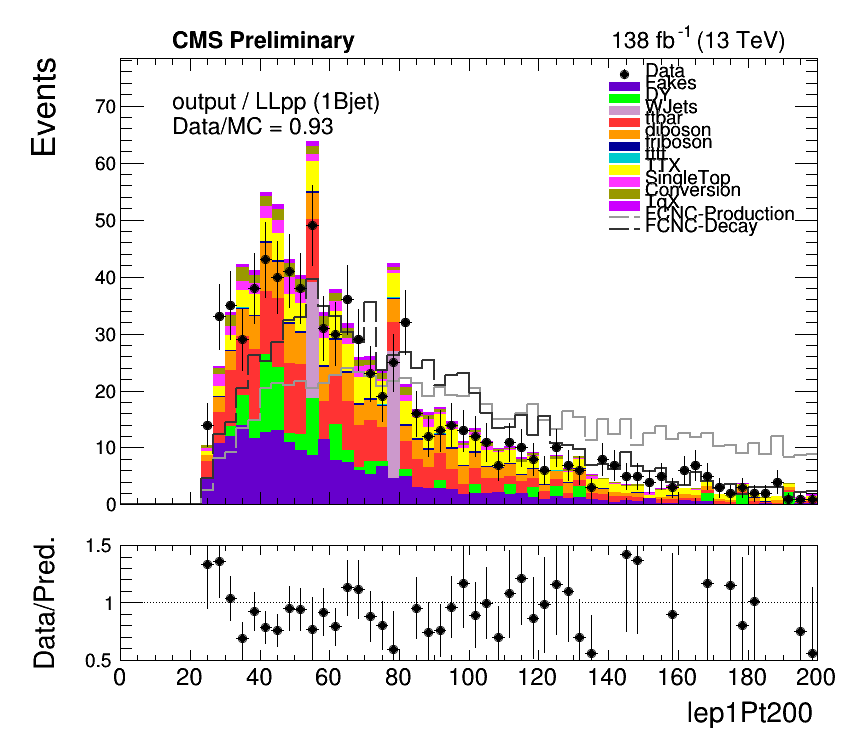 CMS Preliminary
138 fb-1 (13 TeV)
Events
output / LLpp (1Bjet)
Data/MC = 0.93
Data
Fakes
DY
WJets
ttbar
diboson
triboson
tttt
TTX
SingleTop
Conversion
TqX
FCNC-Production
FCNC-Decay
70
60
50
40
30
20
10
0
Data/Pred.
1.5
1
0.5
0 20 40 60 80 100 120 140 160 180 200
lep1Pt200